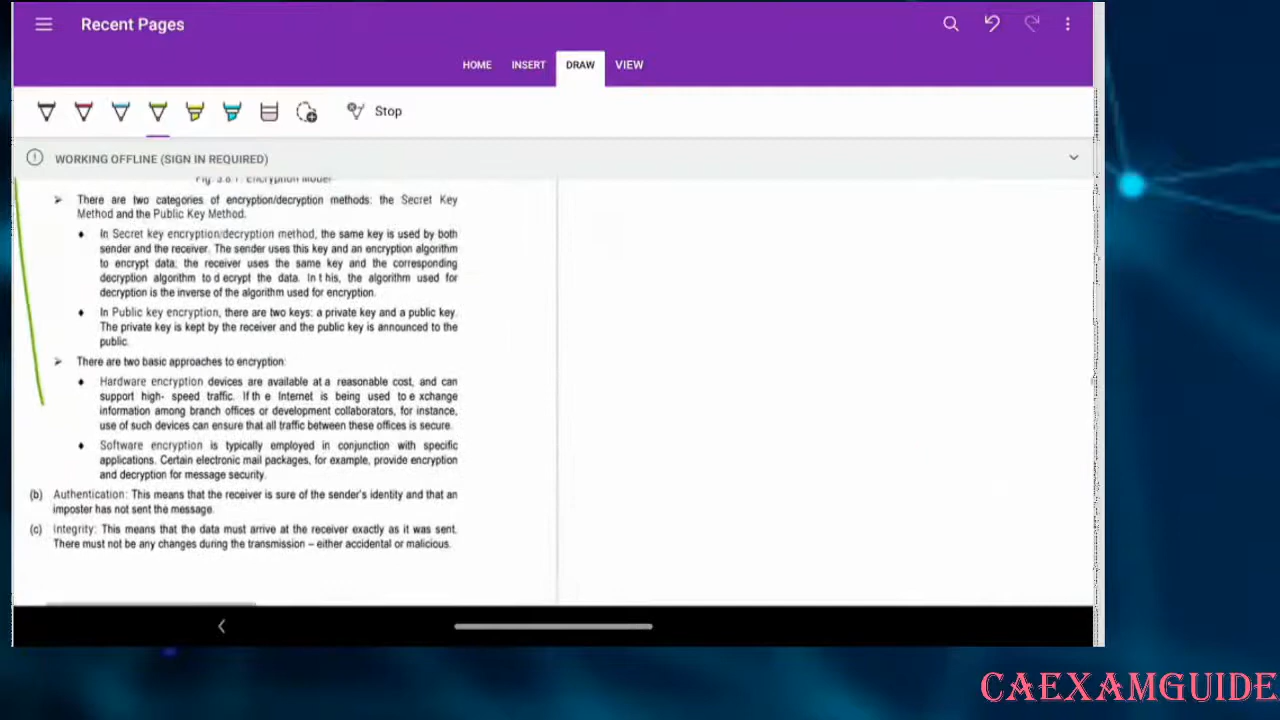 Recent Pages
HOME INSERT DRAW VIEW
Stop
WORKING OFFLINE (SIGN IN REQUIRED)
Fig. 3.8.1: Encryption Model
➢ There are two categories of encryption/decryption methods: the Secret Key
Method and the Public Key Method.
♦ In Secret key encryption/decryption method, the same key is used by both
sender and the receiver. The sender uses this key and an encryption algorithm
to encrypt data; the receiver uses the same key and the corresponding
decryption algorithm to d ecrypt the data. In t his, the algorithm used for
decryption is the inverse of the algorithm used for encryption.
♦ In Public key encryption, there are two keys: a private key and a public key.
The private key is kept by the receiver and the public key is announced to the
public.
➢ There are two basic approaches to encryption:
♦ Hardware encryption devices are available at a reasonable cost, and can
support high- speed traffic. If th e Internet is being used to e xchange
information among branch offices or development collaborators, for instance,
use of such devices can ensure that all traffic between these offices is secure.
♦ Software encryption is typically employed in conjunction with specific
applications. Certain electronic mail packages, for example, provide encryption
and decryption for message security.
(b) Authentication: This means that the receiver is sure of the sender's identity and that an
imposter has not sent the message.
(c) Integrity: This means that the data must arrive at the receiver exactly as it was sent.
There must not be any changes during the transmission – either accidental or malicious.
CAEXAMGUIDE